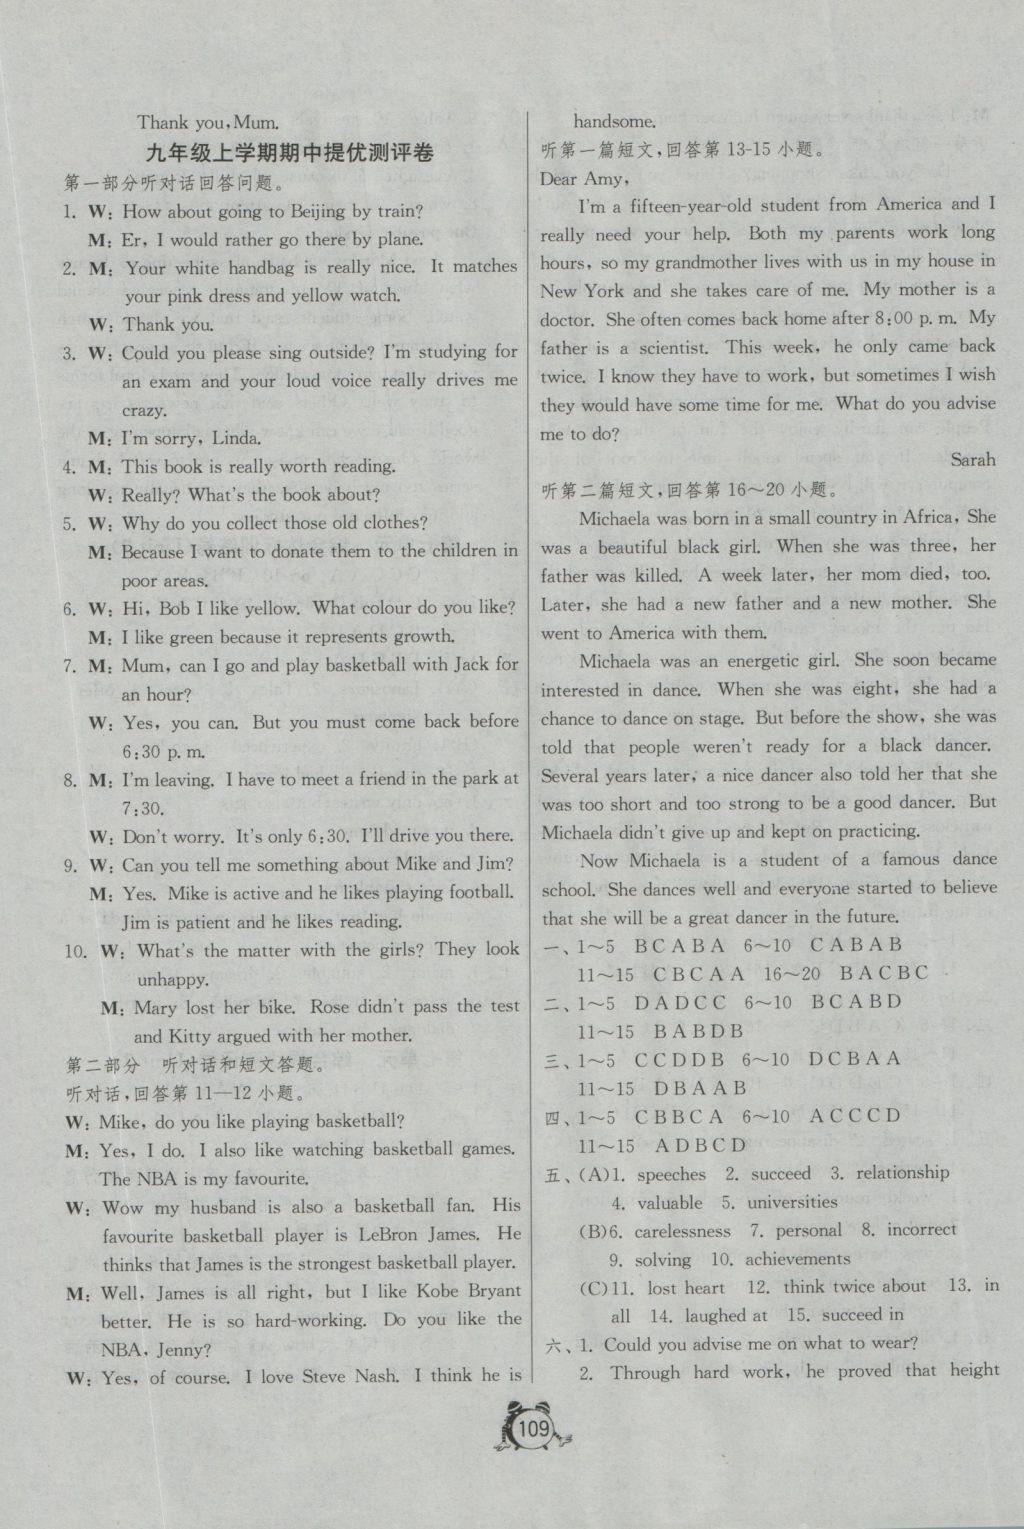 Thank you,Mum.
九年级上学期期中提优测评卷
第一部分听对话回答问题。
1. W: How about going to Beijing by train?
M: Er, I would rather go there by plane.
2. M: Your white handbag is really nice. It matches
your pink dress and yellow watch.
W: Thank you.
3. W: Could you please sing outside? I'm studying for
an exam and your loud voice really drives me
crazy.
M: I'm sorry, Linda.
4. M: This book is really worth reading.
W: Really? What's the book about?
5. W: Why do you collect those old clothes?
M: Because I want to donate them to the children in
poor areas.
6. W: Hi, Bob I like yellow. What colour do you like?
M: I like green because it represents growth.
7. M: Mum, can I go and play basketball with Jack for
an hour?
W: Yes, you can. But you must come back before
6:30 p. m.
8. M: I'm leaving. I have to meet a friend in the park at
7:30.
W: Don't worry. It's only 6:30. I'll drive you there.
9. W: Can you tell me something about Mike and Jim?
M: Yes. Mike is active and he likes playing football.
Jim is patient and he likes reading.
10. W: What's the matter with the girls? They look
unhappy.
M: Mary lost her bike. Rose didn't pass the test
and Kitty argued with her mother.
第二部分 听对话和短文答题。
听对话,回答第 11—12 小题。
W: Mike, do you like playing basketball?
M: Yes, I do. I also like watching basketball games.
The NBA is my favourite.
W: Wow my husband is also a basketball fan. His
favourite basketball player is LeBron James. He
thinks that James is the strongest basketball player.
M: Well, James is all right, but I like Kobe Bryant
better. He is so hard-working. Do you like the
NBA, Jenny?
W: Yes, of course. I love Steve Nash. I think he is
handsome.
听第一篇短文,回答第 13-15 小题。
Dear Amy,
I'm a fifteen-year-old student from America and I
really need your help. Both my parents work long
hours, so my grandmother lives with us in my house in
New York and she takes care of me. My mother is a
doctor. She often comes back home after 8:00 p. m. My
father is a scientist. This week, he only came back
twice. I know they have to work, but sometimes I wish
they would have some time for me. What do you advise
me to do?
Sarah
听第二篇短文,回答第 16～20 小题。
Michaela was born in a small country in Africa, She
was a beautiful black girl. When she was three, her
father was killed. A week later, her mom died, too.
Later, she had a new father and a new mother. She
went to America with them.
Michaela was an energetic girl. She soon became
interested in dance. When she was eight, she had a
chance to dance on stage. But before the show, she was
told that people weren't ready for a black dancer.
Several years later, a nice dancer also told her that she
was too short and too strong to be a good dancer. But
Michaela didn't give up and kept on practicing.
Now Michaela is a student of a famous dance
school. She dances well and everyone started to believe
that she will be a great dancer in the future.
一、1～5 B C A B A 6～10 C A B A B
11～15 C B C A A 16～20 B A C B C
二、1～5 D A D C C 6～10 B C A B D
11～15 B A B D B
三、1～5 C C D D B 6～10 D C B A A
11～15 D B A A B
四、1～5 C B B C A 6～10 A C C C D
11～15 A D B C D
五、(A)1. speeches 2. succeed 3. relationship
4. valuable 5. universities
(B)6. carelessness 7. personal 8. incorrect
9. solving 10. achievements
(C)11. lost heart 12. think twice about 13. in
all 14. laughed at 15. succeed in
六、1. Could you advise me on what to wear?
2. Through hard work, he proved that height
109